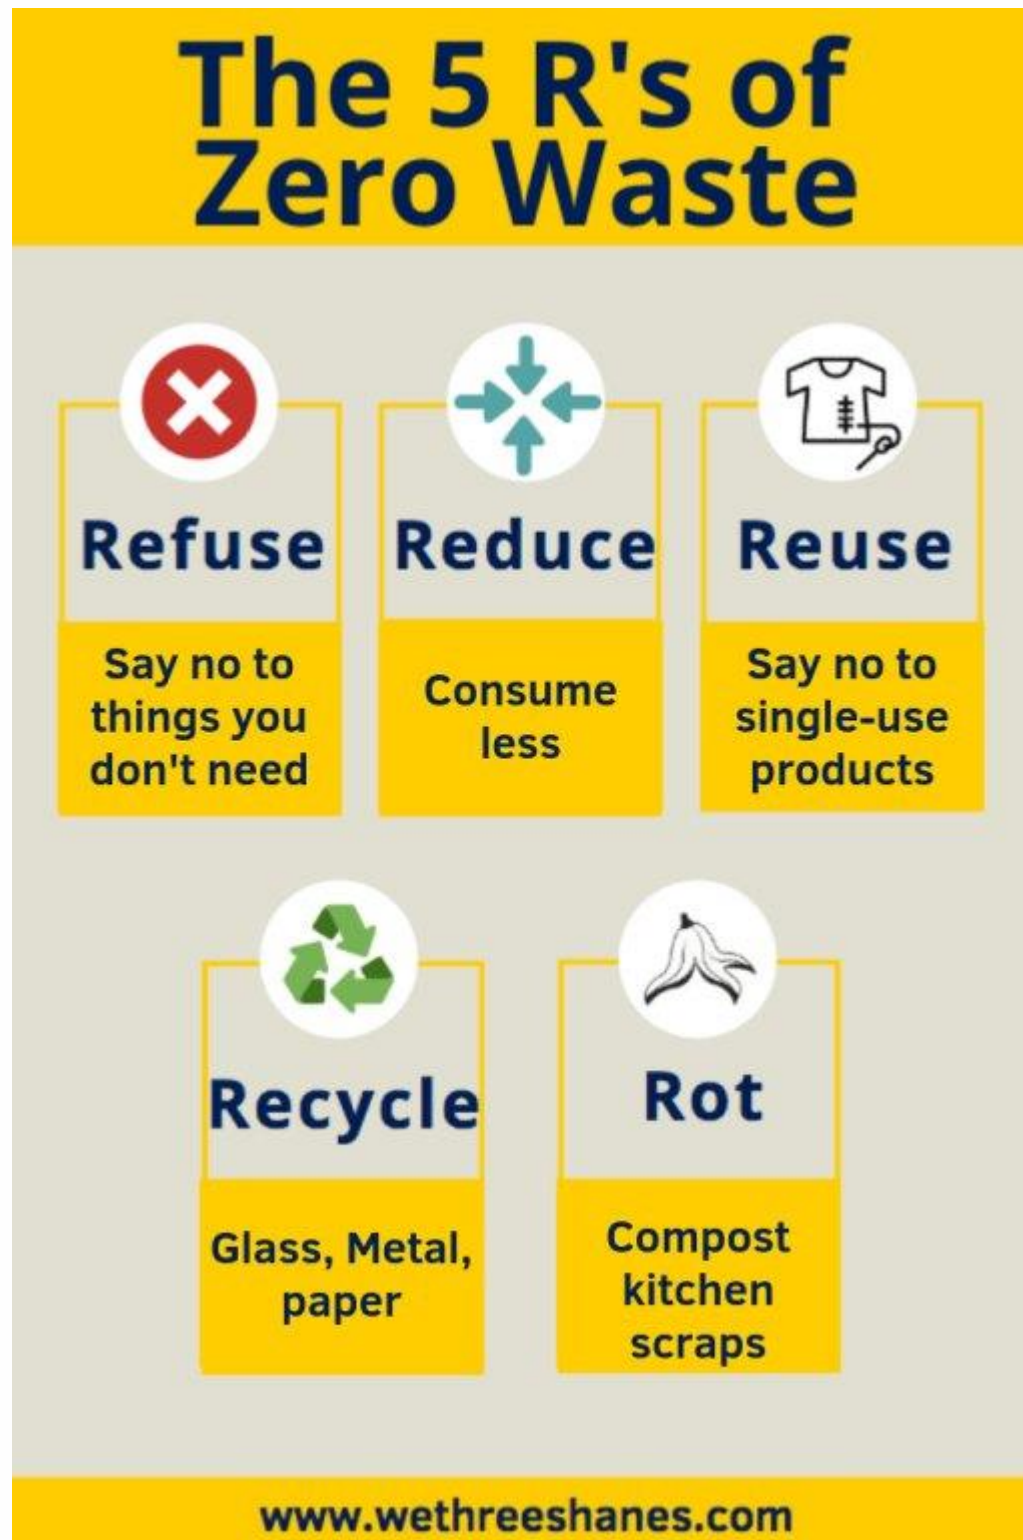 The 5 R's of
Zero Waste
Refuse
Say no to
things you
don't need
Reduce
Consume
less
Reuse
Say no to
single-use
products
Recycle
Glass, Metal,
paper
Rot
Compost
kitchen
scraps
www.wethreeshanes.com